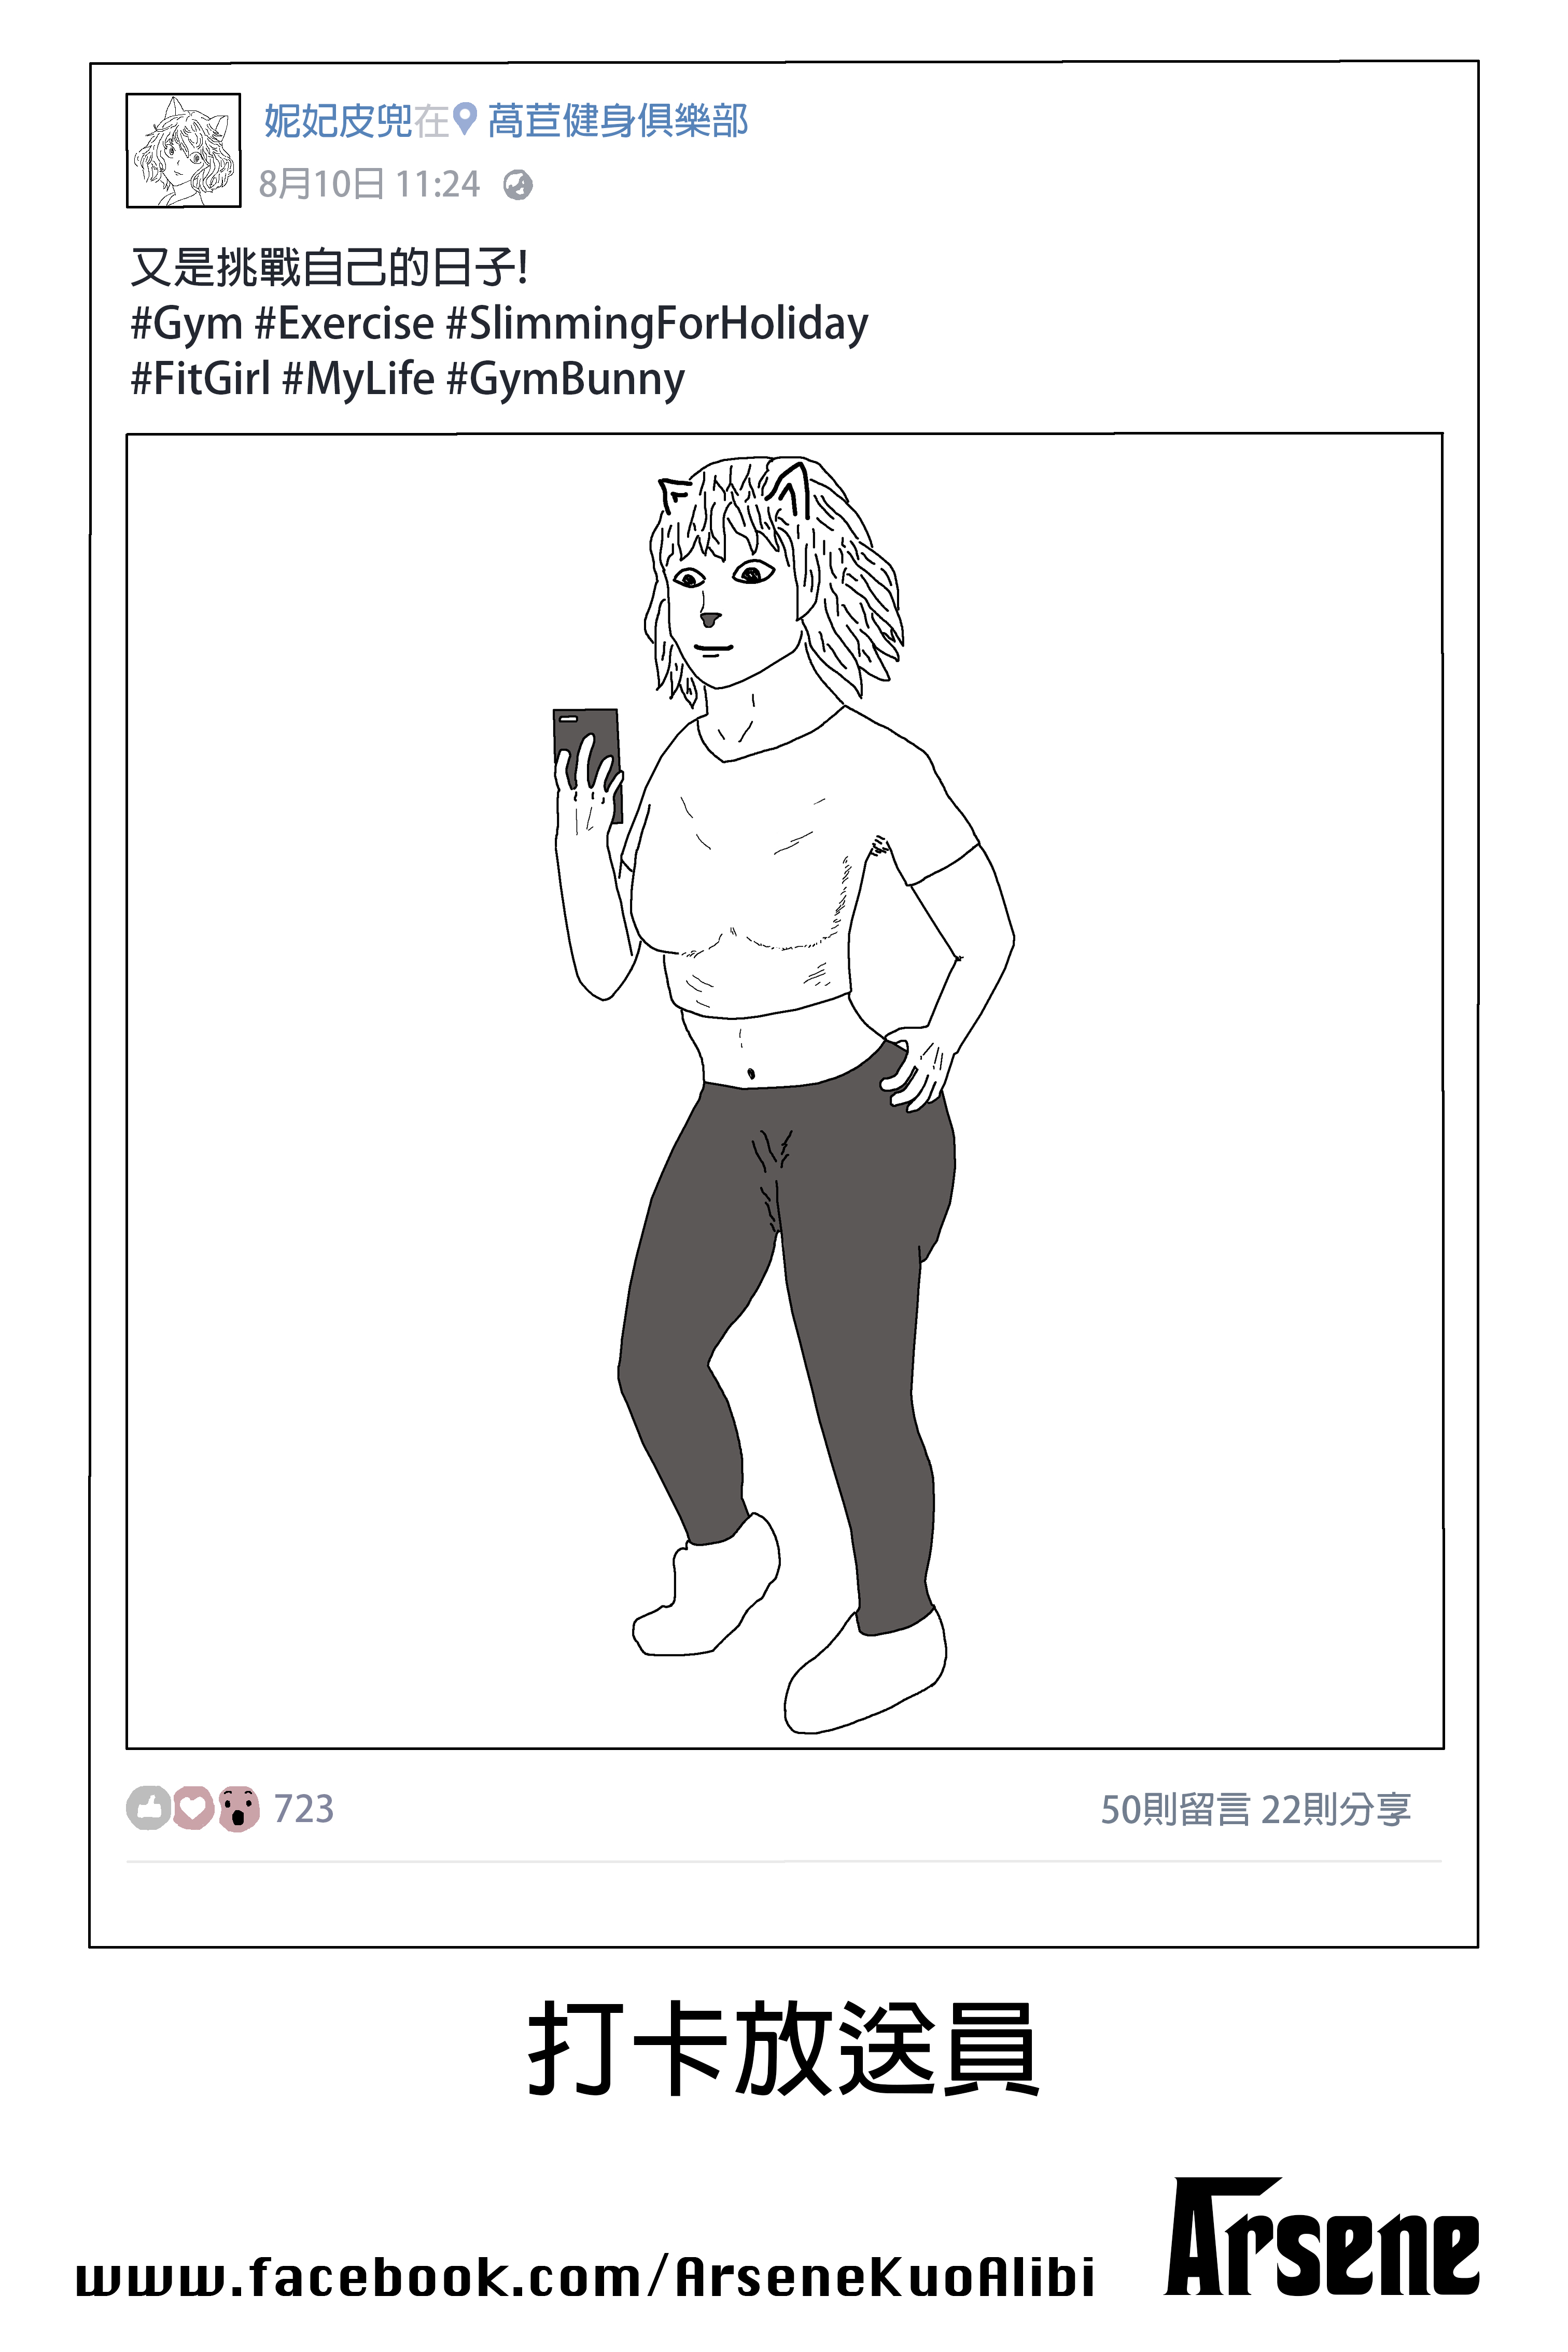 妮妃皮兜在萬苣健身俱樂部
8月10日 11:24
又是挑戰自己的日子!
#Gym #Exercise #SlimmingForHoliday
#FitGirl #MyLife #GymBunny
723
50則留言 22則分享
打卡放送員
www.facebook.com/ArseneKuoAlibi
Arsene